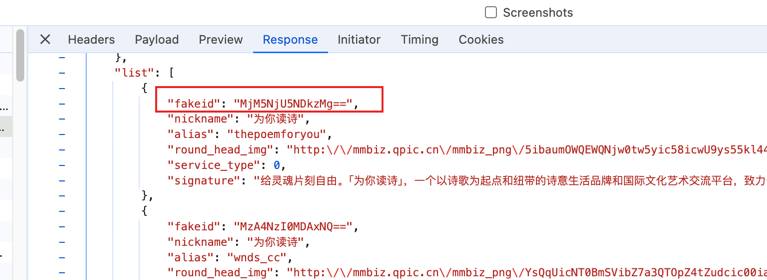 Screenshots
Headers Payload Preview Response Initiator Timing Cookies
},
"list": [
{
"fakeid": "MjM5NjU5NDkzMg==",
"nickname": "为你读诗",
"alias": "thepoemforyou",
"round_head_img": "http:\/\/mmbiz.qpic.cn\/mmbiz_png\/5ibaumOWQEWQNjw0tw5yic58icwU9ys55kl44
"service_type": 0,
"signature": "给灵魂片刻自由。「为你读诗」，一个以诗歌为起点和纽带的诗意生活品牌和国际文化艺术交流平台，致力
},
{
"fakeid": "MzA4NzI0MDAxNQ==",
"nickname": "为你读诗",
"alias": "wnds_cc",
"round_head_img": "http:\/\/mmbiz.qpic.cn\/mmbiz_png\/YsQqUicNT0BmSVibZ7a3QTOpZ4tZudcic00ia